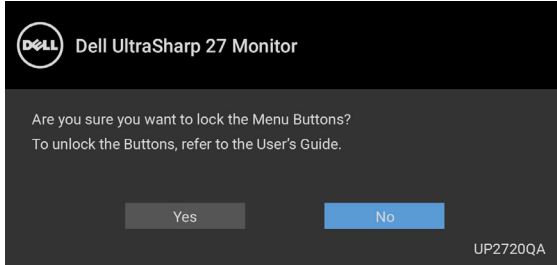 DELL Dell UltraSharp 27 Monitor
Are you sure you want to lock the Menu Buttons?
To unlock the Buttons, refer to the User's Guide.
Yes No
UP2720QA